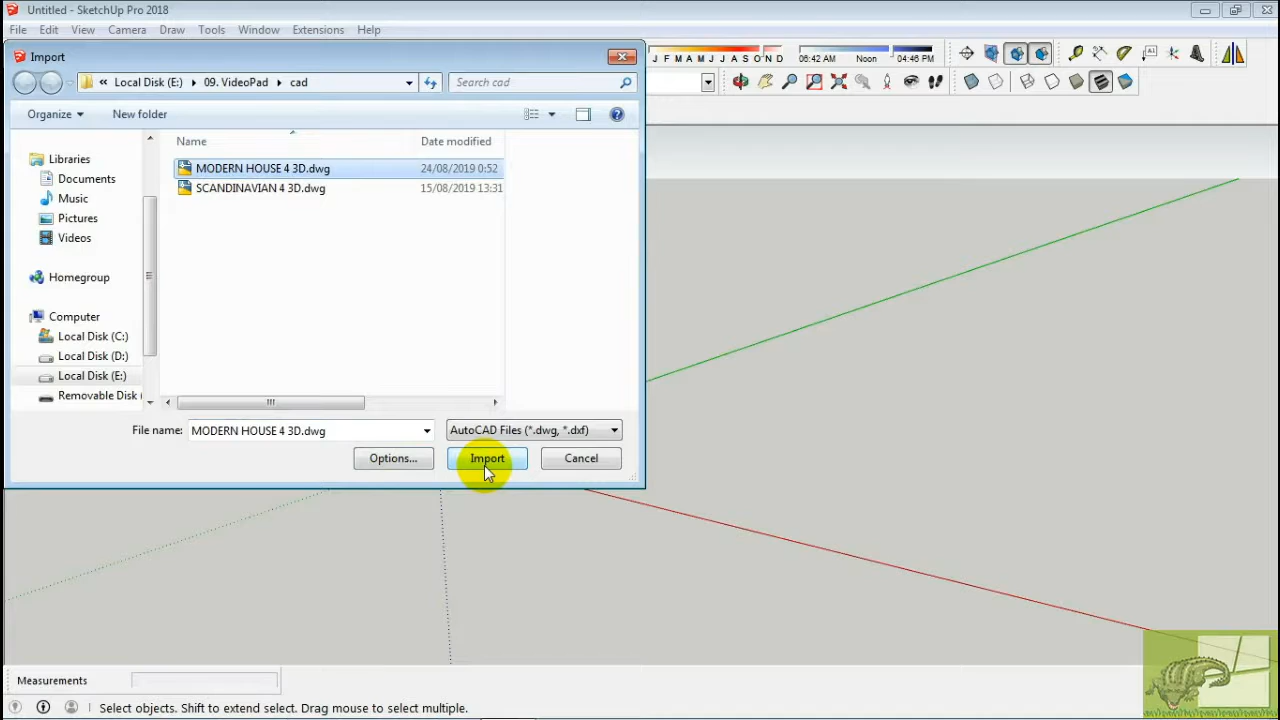 Untitled - SketchUp Pro 2018
File Edit View Camera Draw Tools Window Extensions Help
Import
J F M A M J J A S O N D
06:42 AM Noon 04:46 PM
« Local Disk (E:) 09. VideoPad cad
Search cad
Organize New folder
Name Date modified
Libraries
Documents
Music
Pictures
Videos
Homegroup
Computer
Local Disk (C:)
Local Disk (D:)
Local Disk (E:)
Removable Disk (
MODERN HOUSE 4 3D.dwg 24/08/2019 0:52
SCANDINAVIAN 4 3D.dwg 15/08/2019 13:31
File name: MODERN HOUSE 4 3D.dwg AutoCAD Files (*.dwg, *.dxf)
Options... Import Cancel
Measurements
Select objects. Shift to extend select. Drag mouse to select multiple.